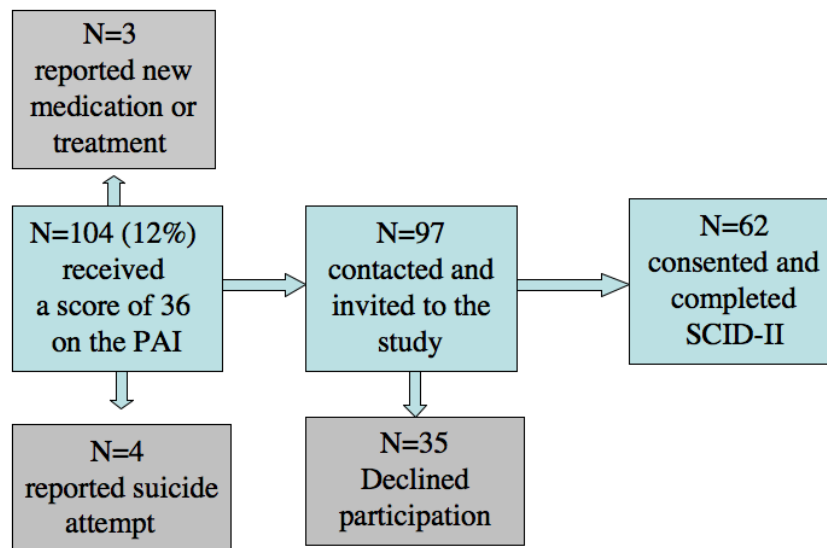 N=3
reported new
medication or
treatment
N=104 (12%)
received
a score of 36
on the PAI
N=97
contacted and
invited to the
study
N=62
consented and
completed
SCID-II
N=4
reported suicide
attempt
N=35
Declined
participation